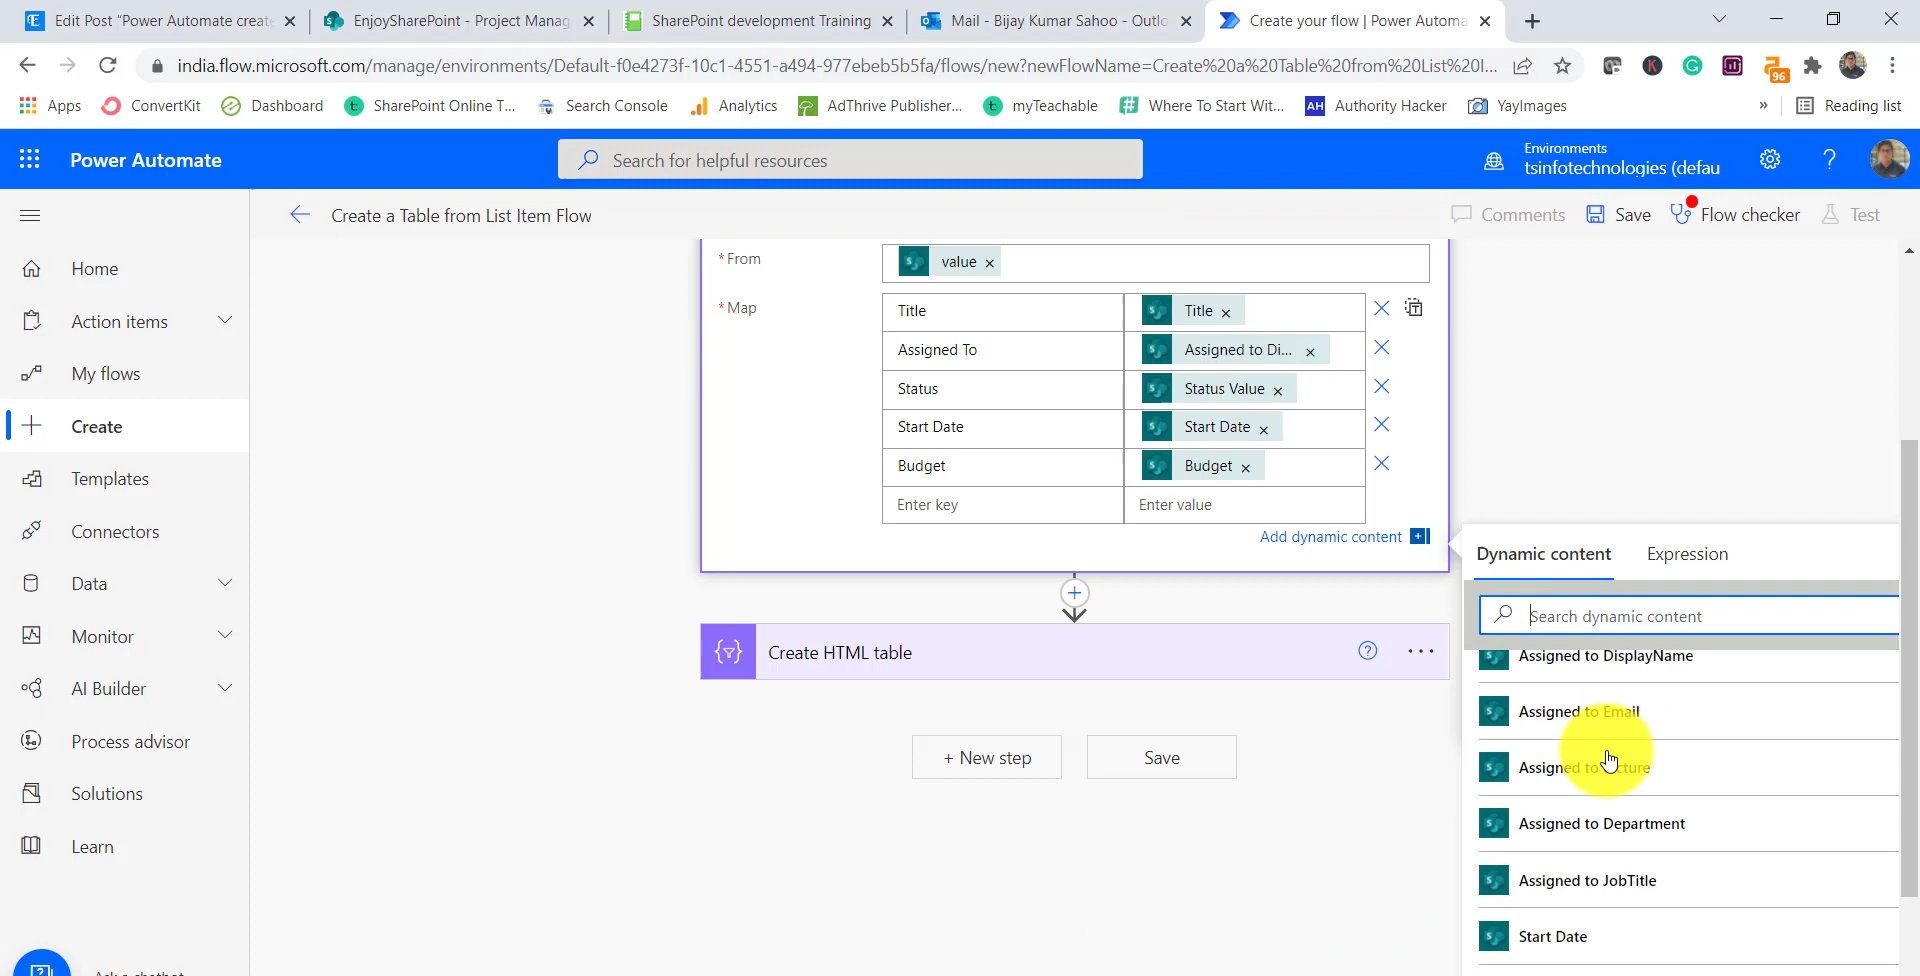 Edit Post "Power Automate create
EnjoySharePoint - Project Manag
SharePoint development Training
Mail - Bijay Kumar Sahoo - Outlo
Create your flow | Power Automa
india.flow.microsoft.com/manage/environments/Default-f0e4273f-10c1-4551-a494-977ebeb5b5fa/flows/new?newFlowName=Create%20a%20Table%20from%20List%20I...
96
Apps
ConvertKit
Dashboard
SharePoint Online T...
Search Console
Analytics
AdThrive Publisher...
myTeachable
Where To Start Wit...
AH
Authority Hacker
YayImages
»
Reading list
Power Automate
Search for helpful resources
Environments
tsinfotechnologies (defau
Create a Table from List Item Flow
Comments
Save
Flow checker
Test
Home
Action items
My flows
Create
Templates
Connectors
Data
Monitor
AI Builder
Process advisor
Solutions
Learn
* From
value
* Map
Title
Title
Assigned To
Assigned to Di...
Status
Status Value
Start Date
Start Date
Budget
Budget
Enter key
Enter value
Add dynamic content
Create HTML table
+ New step
Save
Dynamic content
Expression
Search dynamic content
Assigned to DisplayName
Assigned to Email
Assigned to
Assigned to Department
Assigned to JobTitle
Start Date